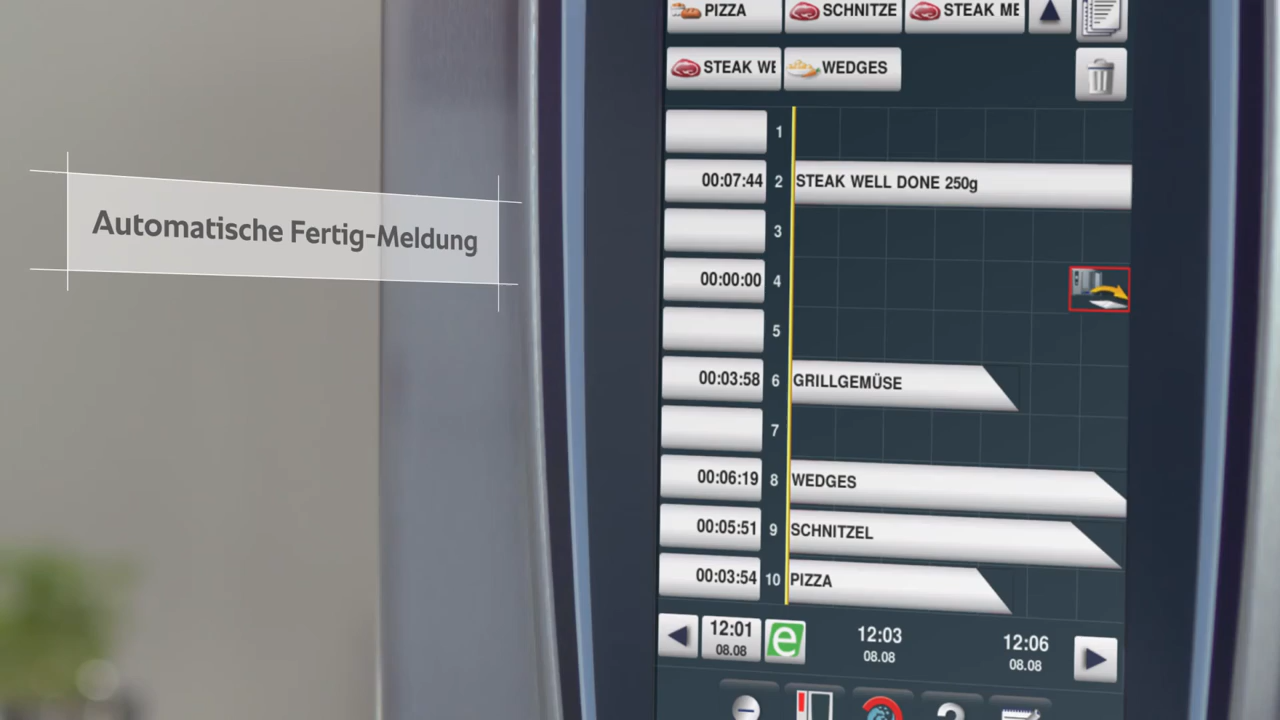 PIZZA
SCHNITZE
STEAK ME
STEAK WE
WEDGES
1
00:07:44 2 STEAK WELL DONE 250g
3
00:00:00 4
5
00:03:58 6 GRILLGEMÜSE
7
00:06:19 8 WEDGES
00:05:51 9 SCHNITZEL
00:03:54 10 PIZZA
12:01
08.08
e
12:03
08.08
12:06
08.08
?
Automatische Fertig-Meldung